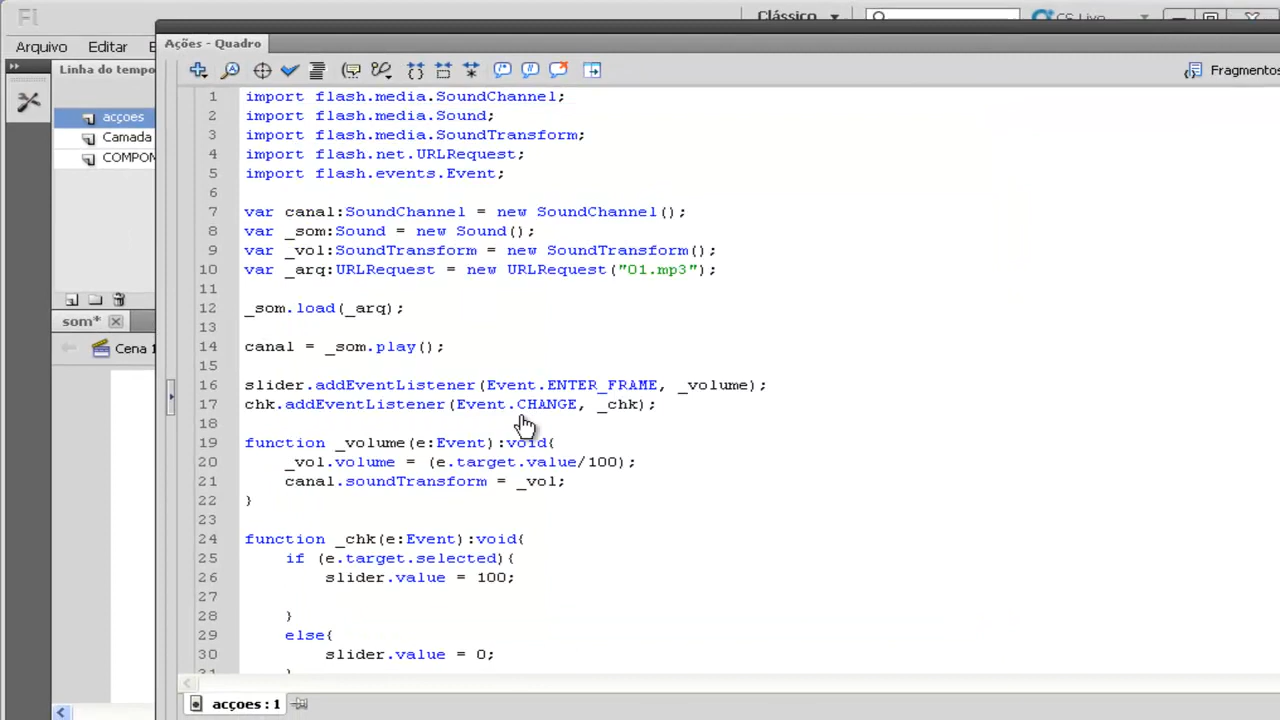 Fl
Clássico
CS Live
Arquivo Editar E
Ações - Quadro
Linha do tempo
Fragmentos
acções
Camada
COMPON
som*
Cena 1
1 import flash.media.SoundChannel;
2 import flash.media.Sound;
3 import flash.media.SoundTransform;
4 import flash.net.URLRequest;
5 import flash.events.Event;
6
7 var canal:SoundChannel = new SoundChannel();
8 var _som:Sound = new Sound();
9 var _vol:SoundTransform = new SoundTransform();
10 var _arq:URLRequest = new URLRequest("01.mp3");
11
12 _som.load(_arq);
13
14 canal = _som.play();
15
16 slider.addEventListener(Event.ENTER_FRAME, _volume);
17 chk.addEventListener(Event.CHANGE, _chk);
18
19 function _volume(e:Event):void{
20 _vol.volume = (e.target.value/100);
21 canal.soundTransform = _vol;
22 }
23
24 function _chk(e:Event):void{
25 if (e.target.selected){
26 slider.value = 100;
27
28 }
29 else{
30 slider.value = 0;
31 }
acçoes:1